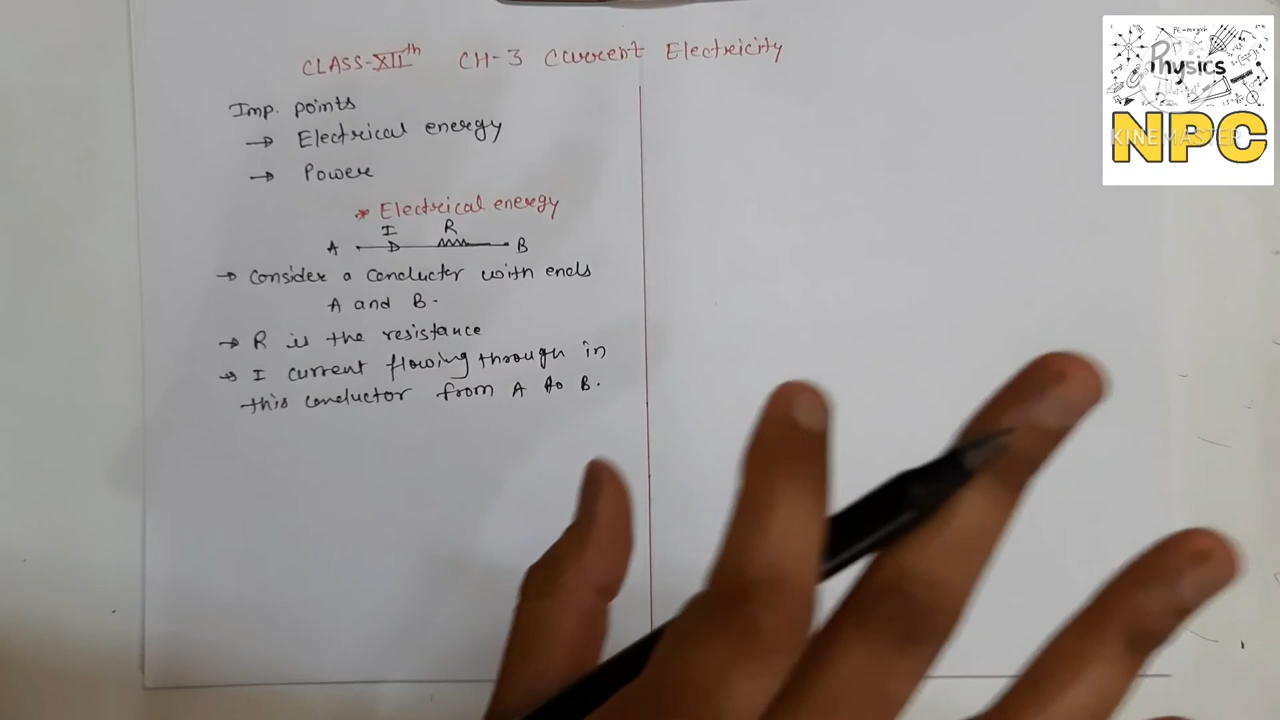 CLASS-XIIth CH-3 Current Electricity
Imp. points
→ Electrical energy
→ Power
* Electrical energy
I R
A B
→ Consider a conductor with ends
A and B.
→ R is the resistance
→ I current flowing through in
this conductor from A to B.
Physics
KINEMASTER
NPC